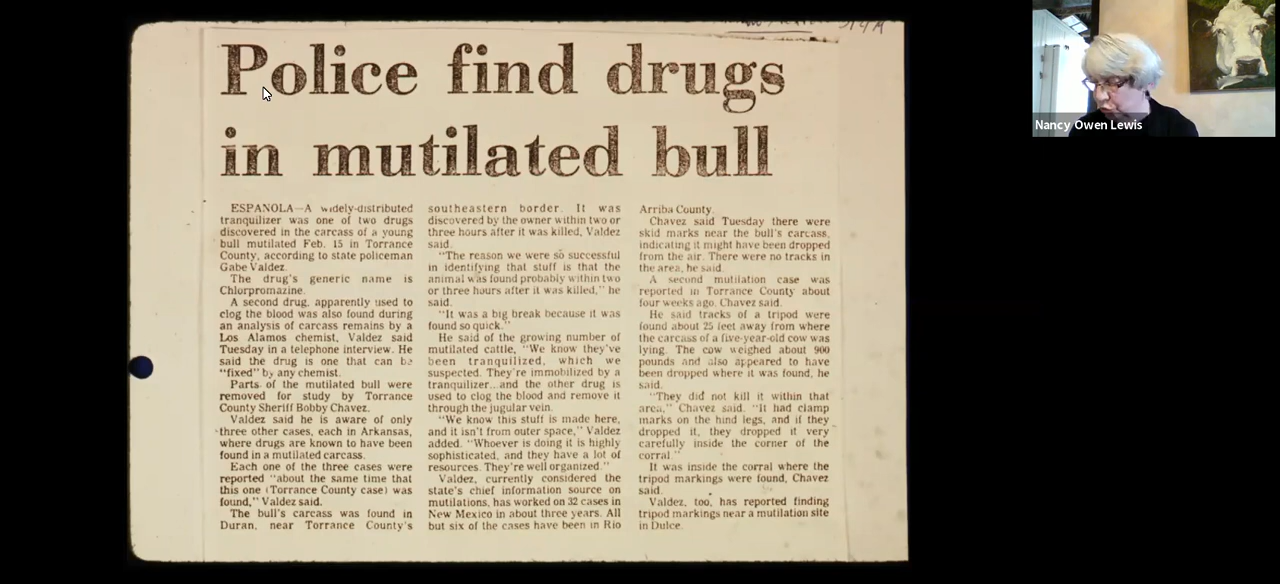 Police find drugs
in mutilated bull
ESPANOLA—A widely-distributed
tranquilizer was one of two drugs
discovered in the carcass of a young
bull mutilated Feb. 15 in Torrance
County, according to state policeman
Gabe Valdez.
The drug's generic name is
Chlorpromazine.
A second drug, apparently used to
clog the blood was also found during
an analysis of carcass remains by a
Los Alamos chemist, Valdez said
Tuesday in a telephone interview. He
said the drug is one that can be
"fixed" by any chemist.
Parts of the mutilated bull were
removed for study by Torrance
County Sheriff Bobby Chavez.
Valdez said he is aware of only
three other cases, each in Arkansas,
where drugs are known to have been
found in a mutilated carcass.
Each one of the three cases were
reported "about the same time that
this one (Torrance County case) was
found," Valdez said.
The bull's carcass was found in
Duran, near Torrance County's
southeastern border. It was
discovered by the owner within two or
three hours after it was killed, Valdez
said.
"The reason we were so successful
in identifying that stuff is that the
animal was found probably within two
or three hours after it was killed," he
said.
"It was a big break because it was
found so quick."
He said of the growing number of
mutilated cattle, "We know they've
been tranquilized, which we
suspected. They're immobilized by a
tranquilizer...and the other drug is
used to clog the blood and remove it
through the jugular vein.
"We know this stuff is made here,
and it isn't from outer space," Valdez
added. "Whoever is doing it is highly
sophisticated, and they have a lot of
resources. They're well organized."
Valdez, currently considered the
state's chief information source on
mutilations, has worked on 32 cases in
New Mexico in about three years. All
but six of the cases have been in Rio
Arriba County.
Chavez said Tuesday there were
skid marks near the bull's carcass,
indicating it might have been dropped
from the air. There were no tracks in
the area, he said.
A second mutilation case was
reported in Torrance County about
four weeks ago, Chavez said.
He said tracks of a tripod were
found about 25 feet away from where
the carcass of a five-year-old cow was
lying. The cow weighed about 900
pounds and also appeared to have
been dropped where it was found, he
said.
"They did not kill it within that
area," Chavez said. "It had clamp
marks on the hind legs, and if they
dropped it, they dropped it very
carefully inside the corner of the
corral."
It was inside the corral where the
tripod markings were found, Chavez
said.
Valdez, too, has reported finding
tripod markings near a mutilation site
in Dulce.
Nancy Owen Lewis